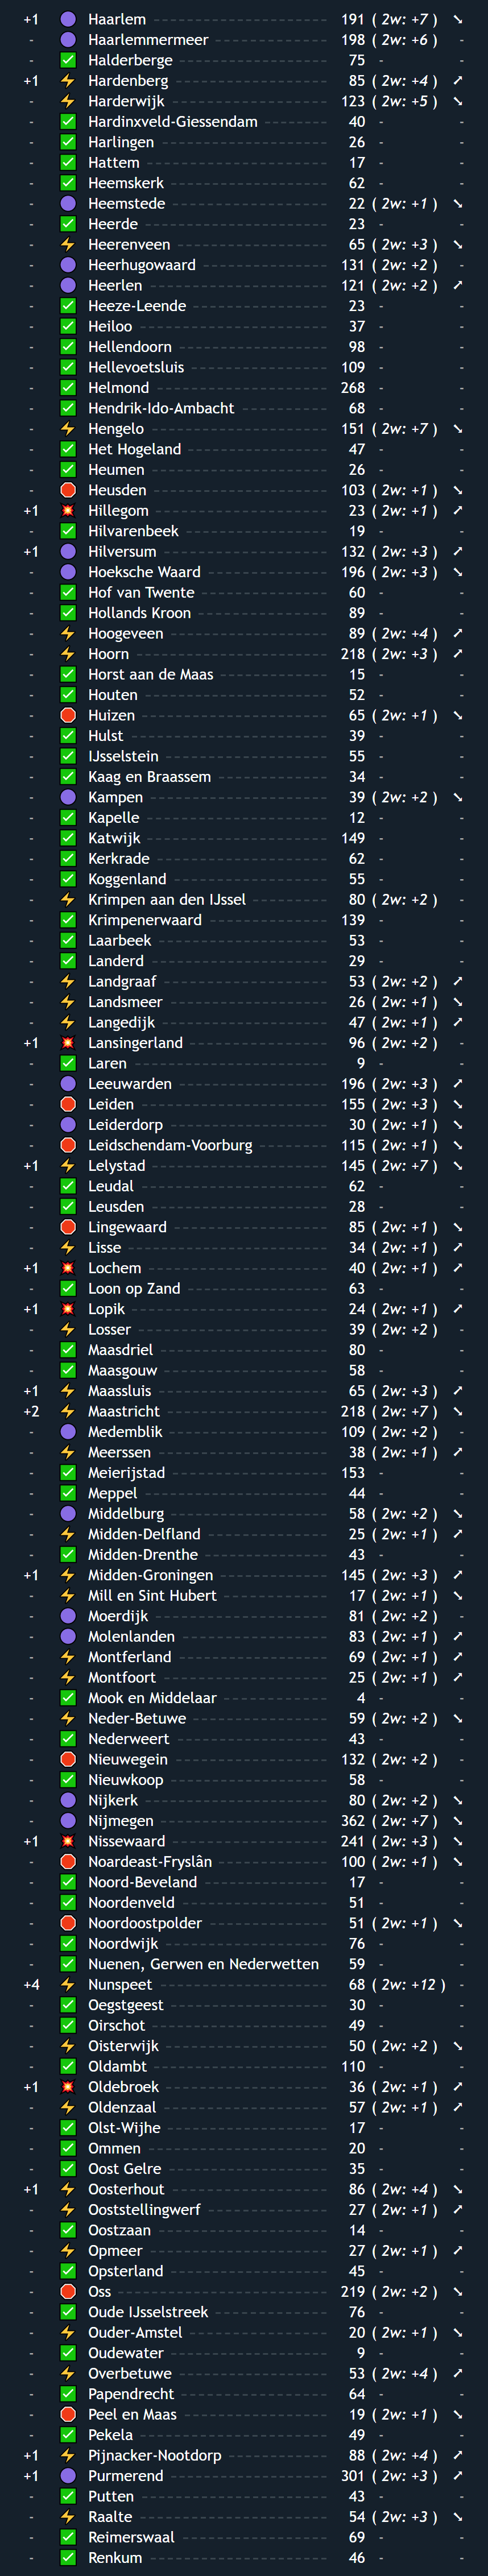 +1 Haarlem 191 ( 2w: +7 ) ➘
- Haarlemmermeer 198 ( 2w: +6 ) -
- Halderberge 75 - -
+1 Hardenberg 85 ( 2w: +4 ) ➚
- Harderwijk 123 ( 2w: +5 ) ➘
- Hardinxveld-Giessendam 40 - -
- Harlingen 26 - -
- Hattem 17 - -
- Heemskerk 62 - -
- Heemstede 22 ( 2w: +1 ) ➘
- Heerde 23 - -
- Heerenveen 65 ( 2w: +3 ) ➘
- Heerhugowaard 131 ( 2w: +2 ) -
- Heerlen 121 ( 2w: +2 ) ➚
- Heeze-Leende 23 - -
- Heiloo 37 - -
- Hellendoorn 98 - -
- Hellevoetsluis 109 - -
- Helmond 268 - -
- Hendrik-Ido-Ambacht 68 - -
- Hengelo 151 ( 2w: +7 ) ➘
- Het Hogeland 47 - -
- Heumen 26 - -
- Heusden 103 ( 2w: +1 ) ➘
+1 Hillegom 23 ( 2w: +1 ) ➚
- Hilvarenbeek 19 - -
+1 Hilversum 132 ( 2w: +3 ) ➚
- Hoeksche Waard 196 ( 2w: +3 ) ➘
- Hof van Twente 60 - -
- Hollands Kroon 89 - -
- Hoogeveen 89 ( 2w: +4 ) ➚
- Hoorn 218 ( 2w: +3 ) ➚
- Horst aan de Maas 15 - -
- Houten 52 - -
- Huizen 65 ( 2w: +1 ) ➘
- Hulst 39 - -
- IJsselstein 55 - -
- Kaag en Braassem 34 - -
- Kampen 39 ( 2w: +2 ) ➘
- Kapelle 12 - -
- Katwijk 149 - -
- Kerkrade 62 - -
- Koggenland 55 - -
- Krimpen aan den IJssel 80 ( 2w: +2 ) -
- Krimpenerwaard 139 - -
- Laarbeek 53 - -
- Landerd 29 - -
- Landgraaf 53 ( 2w: +2 ) ➚
- Landsmeer 26 ( 2w: +1 ) ➘
- Langedijk 47 ( 2w: +1 ) ➚
+1 Lansingerland 96 ( 2w: +2 ) -
- Laren 9 - -
- Leeuwarden 196 ( 2w: +3 ) ➚
- Leiden 155 ( 2w: +3 ) ➘
- Leiderdorp 30 ( 2w: +1 ) ➘
- Leidschendam-Voorburg 115 ( 2w: +1 ) ➘
+1 Lelystad 145 ( 2w: +7 ) ➘
- Leudal 62 - -
- Leusden 28 - -
- Lingewaard 85 ( 2w: +1 ) ➘
- Lisse 34 ( 2w: +1 ) ➚
+1 Lochem 40 ( 2w: +1 ) ➚
- Loon op Zand 63 - -
+1 Lopik 24 ( 2w: +1 ) ➚
- Losser 39 ( 2w: +2 ) -
- Maasdriel 80 - -
- Maasgouw 58 - -
+1 Maassluis 65 ( 2w: +3 ) ➚
+2 Maastricht 218 ( 2w: +7 ) ➘
- Medemblik 109 ( 2w: +2 ) -
- Meerssen 38 ( 2w: +1 ) ➚
- Meierijstad 153 - -
- Meppel 44 - -
- Middelburg 58 ( 2w: +2 ) ➘
- Midden-Delfland 25 ( 2w: +1 ) ➚
- Midden-Drenthe 43 - -
+1 Midden-Groningen 145 ( 2w: +3 ) ➚
- Mill en Sint Hubert 17 ( 2w: +1 ) ➘
- Moerdijk 81 ( 2w: +2 ) -
- Molenlanden 83 ( 2w: +1 ) ➚
- Montferland 69 ( 2w: +1 ) ➚
- Montfoort 25 ( 2w: +1 ) ➚
- Mook en Middelaar 4 - -
- Neder-Betuwe 59 ( 2w: +2 ) ➘
- Nederweert 43 - -
- Nieuwegein 132 ( 2w: +2 ) -
- Nieuwkoop 58 - -
- Nijkerk 80 ( 2w: +2 ) ➘
- Nijmegen 362 ( 2w: +7 ) ➘
+1 Nissewaard 241 ( 2w: +3 ) ➘
- Noardeast-Fryslân 100 ( 2w: +1 ) ➘
- Noord-Beveland 17 - -
- Noordenveld 51 - -
- Noordoostpolder 51 ( 2w: +1 ) ➘
- Noordwijk 76 - -
- Nuenen, Gerwen en Nederwetten 59 - -
+4 Nunspeet 68 ( 2w: +12 ) -
- Oegstgeest 30 - -
- Oirschot 49 - -
- Oisterwijk 50 ( 2w: +2 ) ➘
- Oldambt 110 - -
+1 Oldebroek 36 ( 2w: +1 ) ➚
- Oldenzaal 57 ( 2w: +1 ) ➚
- Olst-Wijhe 17 - -
- Ommen 20 - -
- Oost Gelre 35 - -
+1 Oosterhout 86 ( 2w: +4 ) ➘
- Ooststellingwerf 27 ( 2w: +1 ) ➚
- Oostzaan 14 - -
- Opmeer 27 ( 2w: +1 ) ➚
- Opsterland 45 - -
- Oss 219 ( 2w: +2 ) ➘
- Oude IJsselstreek 76 - -
- Ouder-Amstel 20 ( 2w: +1 ) ➘
- Oudewater 9 - -
- Overbetuwe 53 ( 2w: +4 ) ➚
- Papendrecht 64 - -
- Peel en Maas 19 ( 2w: +1 ) ➘
- Pekela 49 - -
+1 Pijnacker-Nootdorp 88 ( 2w: +4 ) ➚
+1 Purmerend 301 ( 2w: +3 ) ➚
- Putten 43 - -
- Raalte 54 ( 2w: +3 ) ➘
- Reimerswaal 69 - -
- Renkum 46 - -